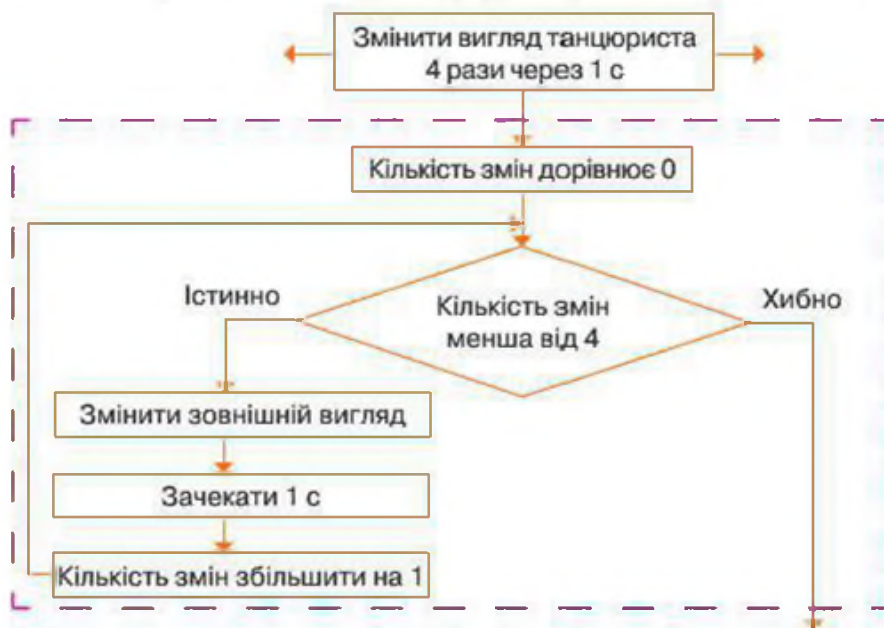 Змінити вигляд танцюриста
4 рази через 1 с
Кількість змін дорівнює 0
Істинно
Кількість змін
менша від 4
Хибно
Змінити зовнішній вигляд
Зачекати 1 с
Кількість змін збільшити на 1